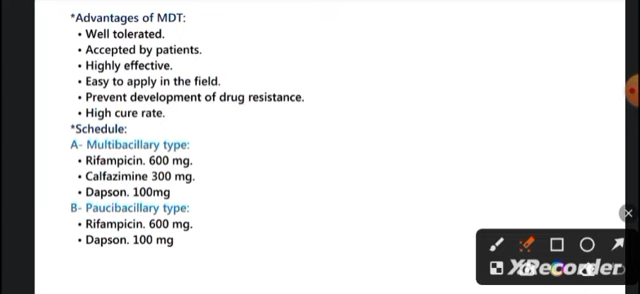 *Advantages of MDT:
• Well tolerated.
• Accepted by patients.
• Highly effective.
• Easy to apply in the field.
• Prevent development of drug resistance.
• High cure rate.
*Schedule:
A- Multibacillary type:
• Rifampicin. 600 mg.
• Calfazimine 300 mg.
• Dapson. 100mg
B- Paucibacillary type:
• Rifampicin. 600 mg.
• Dapson. 100 mg
XRecorder